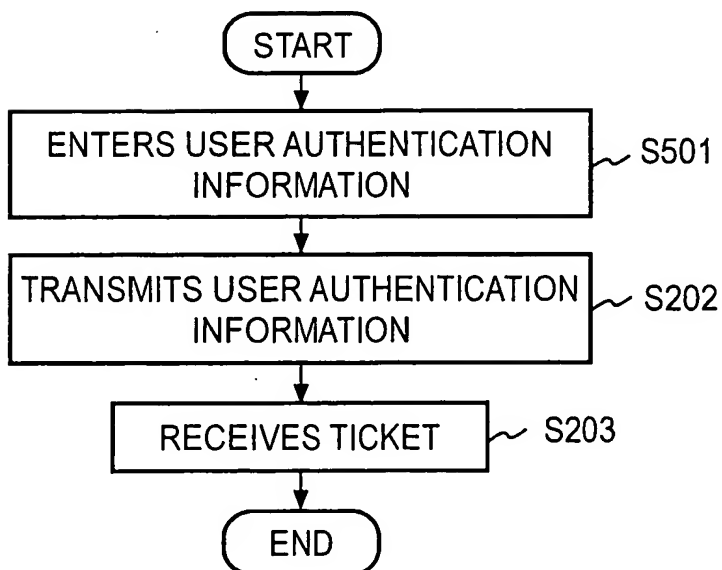 START
ENTERS USER AUTHENTICATION
INFORMATION
S501
TRANSMITS USER AUTHENTICATION
INFORMATION
S202
RECEIVES TICKET
S203
END